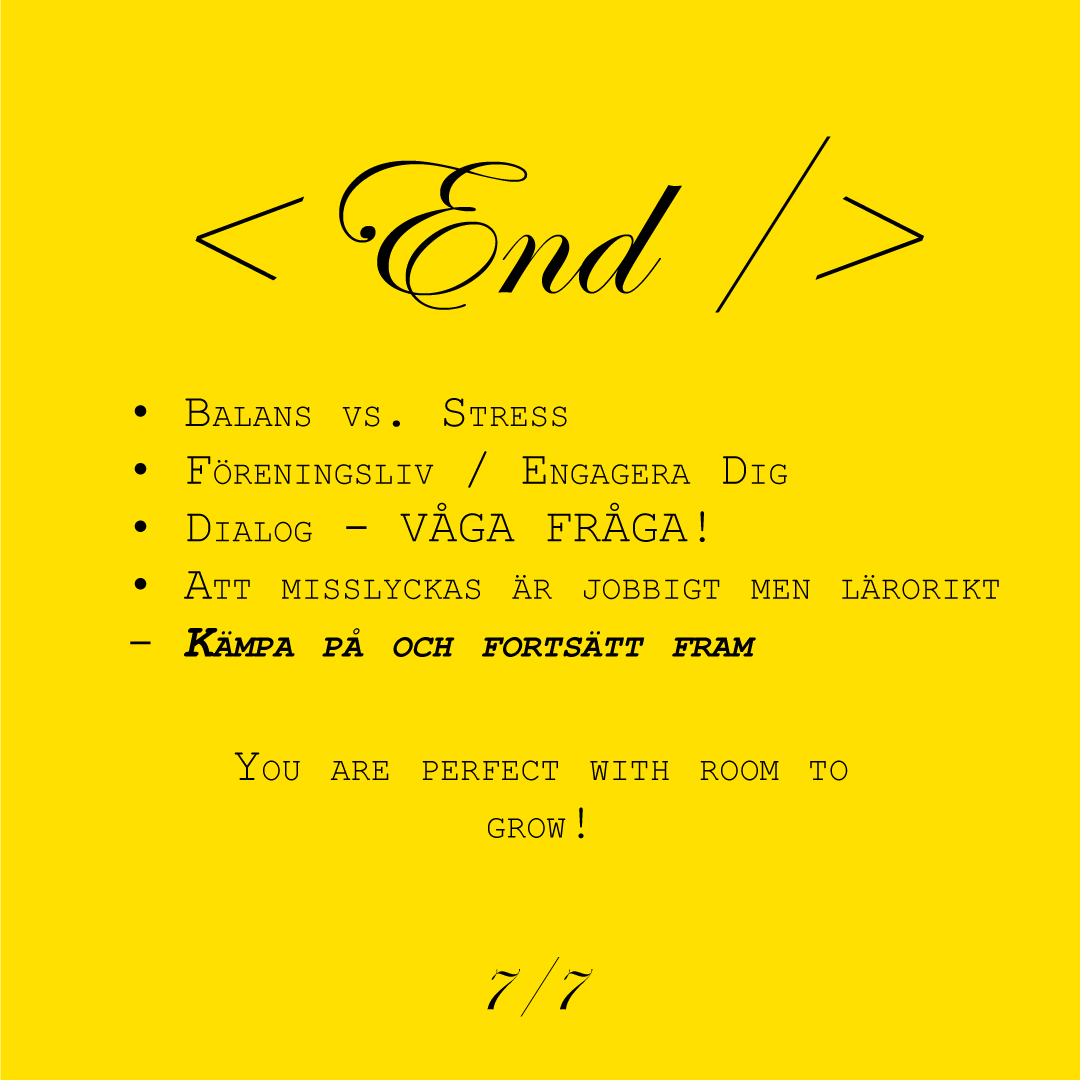 < End />
• Balans vs. Stress
• Föreningsliv / Engagera Dig
• Dialog - VÅGA FRÅGA!
• Att misslyckas är jobbigt men lärorikt
- Kämpa på och fortsätt fram
You are perfect with room to
grow!
7/7